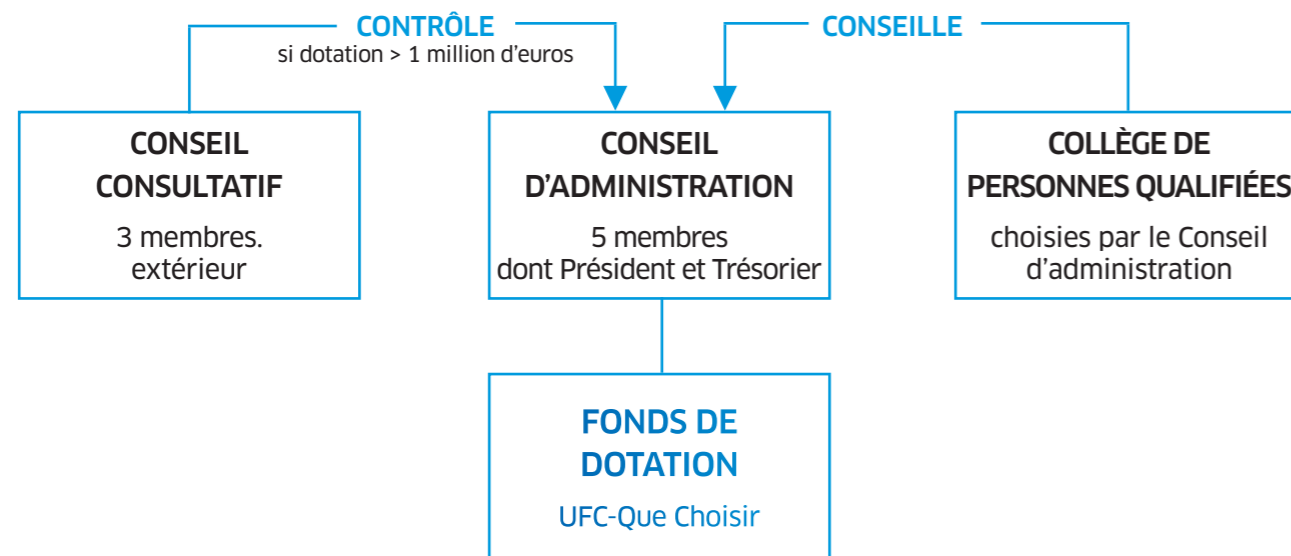 CONTRÔLE
si dotation > 1 million d'euros
CONSEILLE
CONSEIL
CONSULTATIF
3 membres.
extérieur
CONSEIL
D'ADMINISTRATION
5 membres
dont Président et Trésorier
COLLÈGE DE
PERSONNES QUALIFIÉES
choisies par le Conseil
d'administration
FONDS DE
DOTATION
UFC-Que Choisir